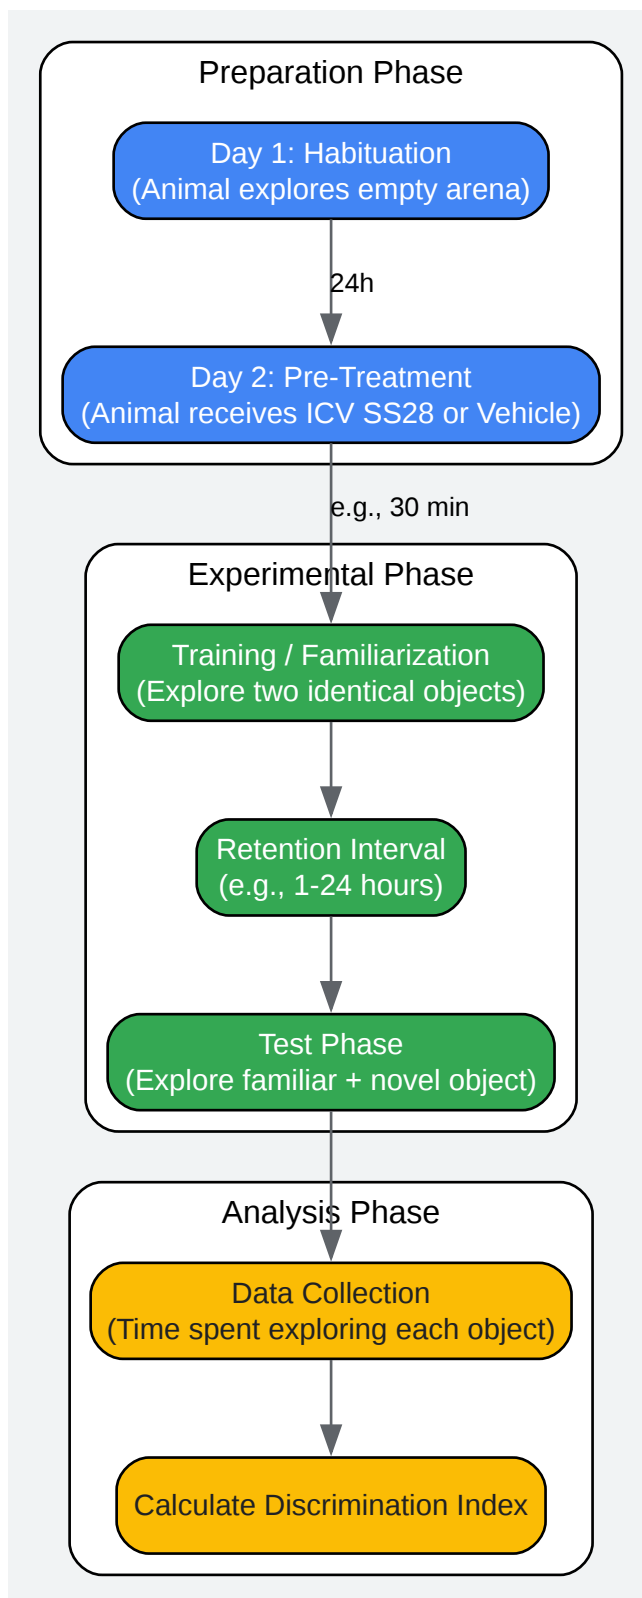 Preparation Phase
Day 1: Habituation
(Animal explores empty arena)
24h
Day 2: Pre-Treatment
(Animal receives ICV SS28 or Vehicle)
e.g., 30 min
Experimental Phase
Training / Familiarization
(Explore two identical objects)
Retention Interval
(e.g., 1-24 hours)
Test Phase
(Explore familiar + novel object)
Analysis Phase
Data Collection
(Time spent exploring each object)
Calculate Discrimination Index